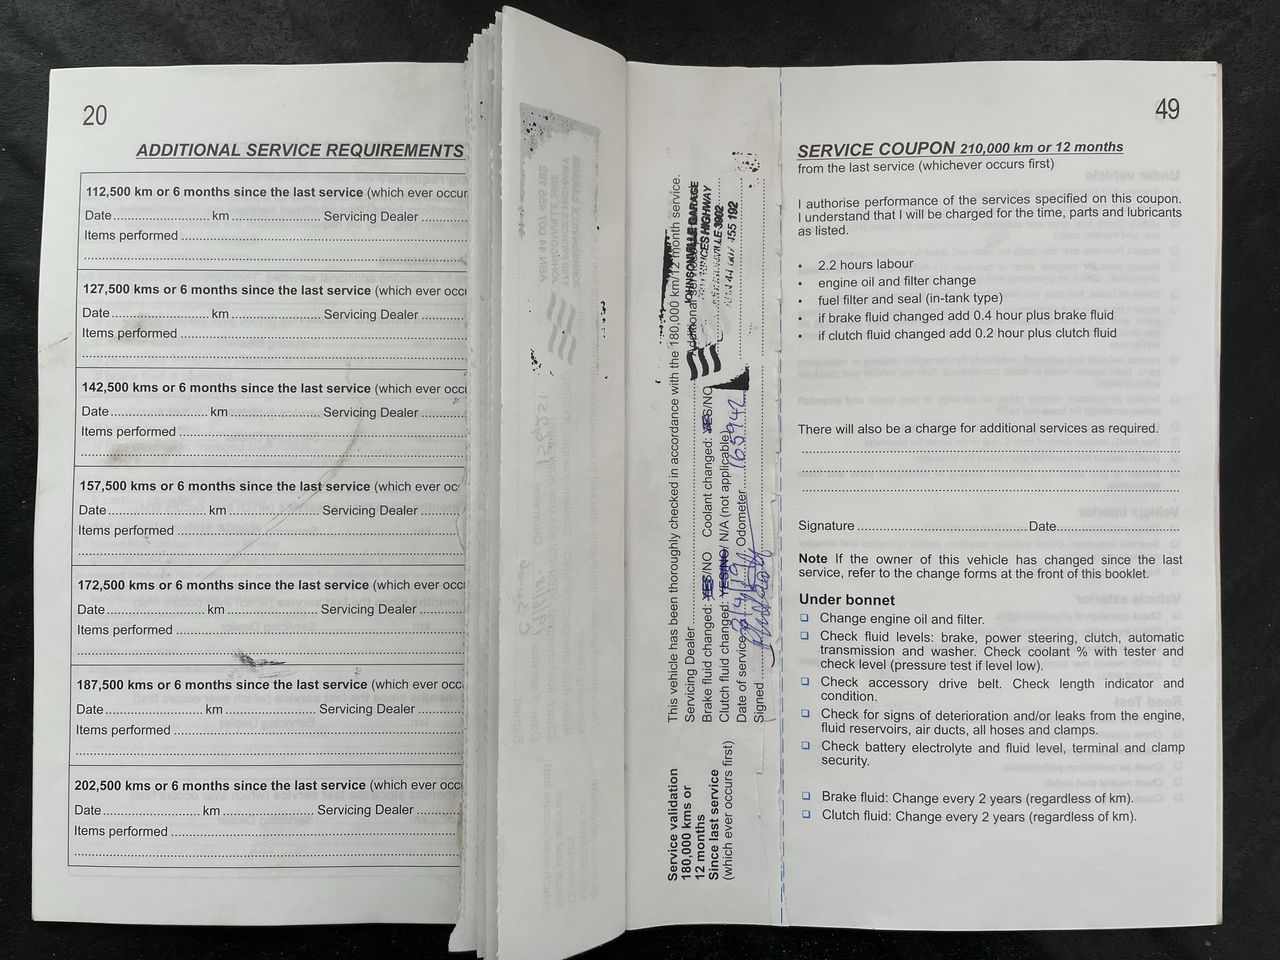 20
ADDITIONAL SERVICE REQUIREMENTS
112,500 km or 6 months since the last service (which ever occur
Date.................... km.................... Servicing Dealer ..........
Items performed ....................
127,500 km or 6 months since the last service (which ever occ
Date.................... km.................... Servicing Dealer ..........
Items performed ....................
142,500 kms or 6 months since the last service (which ever occ
Date.................... km.................... Servicing Dealer ..........
Items performed ....................
157,500 km or 6 months since the last service (which ever oc
Date.................... km.................... Servicing Dealer ..........
Items performed ....................
172,500 km or 6 months since the last service (which ever occ
Date.................... km.................... Servicing Dealer ..........
Items performed ....................
187,500 kms or 6 months since the last service (which ever occ
Date.................... km.................... Servicing Dealer ..........
Items performed ....................
202,500 kms or 6 months since the last service (which ever occ
Date.................... km.................... Servicing Dealer ..........
Items performed ....................
Service validation
180,000 kms or
12 months
Since last service
(which ever occurs first)
This vehicle has been thoroughly checked in accordance with the 180,000 km/12 month service.
Servicing Dealer .......... Additional
Brake fluid changed: YES/NO Coolant changed: YES/NO
Clutch fluid changed: YES/NO/ N/A (not applicable)
Date of service Odometer 165942
Signed
JOHNSONVILLE GARAGE
PRINCES HIGHWAY
JOHNSONVILLE 3902
455 192
49
SERVICE COUPON 210,000 km or 12 months
from the last service (whichever occurs first)
I authorise performance of the services specified on this coupon.
I understand that I will be charged for the time, parts and lubricants
as listed.
• 2.2 hours labour
• engine oil and filter change
• fuel filter and seal (in-tank type)
• if brake fluid changed add 0.4 hour plus brake fluid
• if clutch fluid changed add 0.2 hour plus clutch fluid
There will also be a charge for additional services as required.
Signature ........................................ Date..............................
Note If the owner of this vehicle has changed since the last
service, refer to the change forms at the front of this booklet.
Under bonnet
❏ Change engine oil and filter.
❏ Check fluid levels: brake, power steering, clutch, automatic
transmission and washer. Check coolant % with tester and
check level (pressure test if level low).
❏ Check accessory drive belt. Check length indicator and
condition.
❏ Check for signs of deterioration and/or leaks from the engine,
fluid reservoirs, air ducts, all hoses and clamps.
❏ Check battery electrolyte and fluid level, terminal and clamp
security.
❏ Brake fluid: Change every 2 years (regardless of km).
❏ Clutch fluid: Change every 2 years (regardless of km).